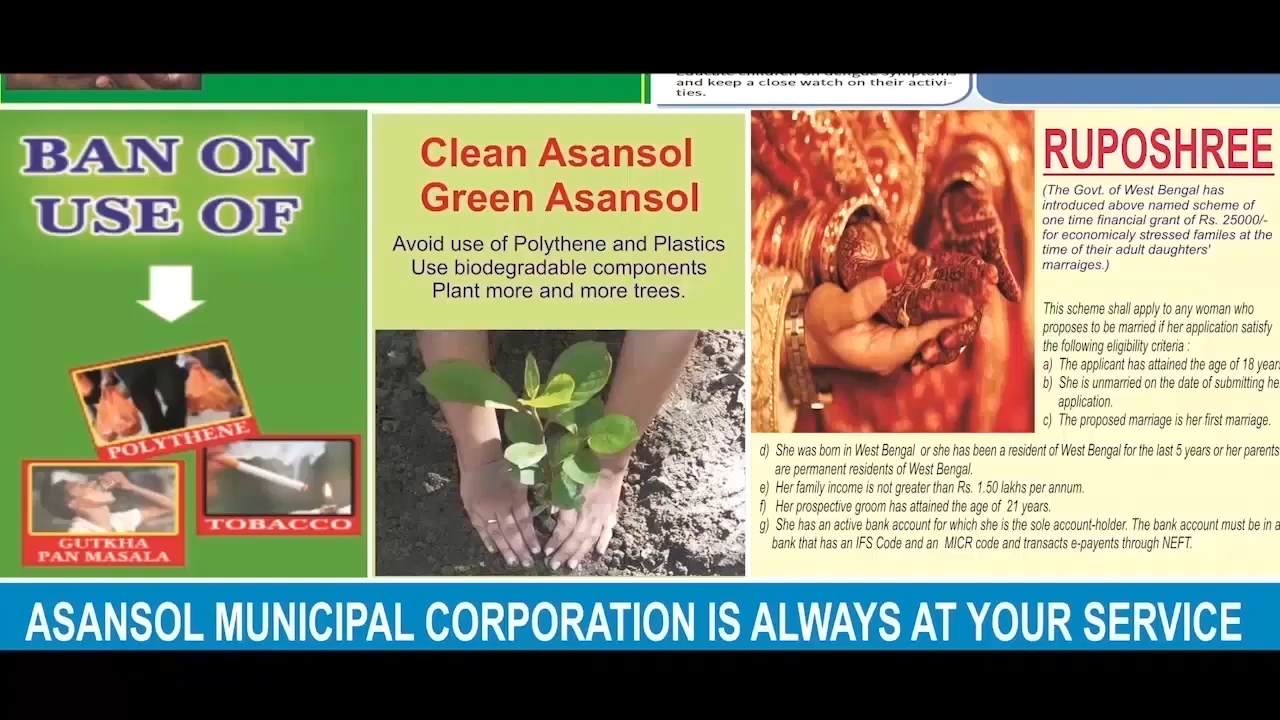 and keep a close watch on their activi-
ties.
BAN ON
USE OF
POLYTHENE
TOBACCO
GUTKHA
PAN MASALA
Clean Asansol
Green Asansol
Avoid use of Polythene and Plastics
Use biodegradable components
Plant more and more trees.
RUPOSHREE
(The Govt. of West Bengal has
introduced above named scheme of
one time financial grant of Rs. 25000/-
for economicaly stressed familes at the
time of their adult daughters'
marraiges.)
This scheme shall apply to any woman who
proposes to be married if her application satisfy
the following eligibility criteria :
a) The applicant has attained the age of 18 years
b) She is unmarried on the date of submitting he
application.
c) The proposed marriage is her first marriage.
d) She was born in West Bengal or she has been a resident of West Bengal for the last 5 years or her parents
are permanent residents of West Bengal.
e) Her family income is not greater than Rs. 1.50 lakhs per annum.
f) Her prospective groom has attained the age of 21 years.
g) She has an active bank account for which she is the sole account-holder. The bank account must be in a
bank that has an IFS Code and an MICR code and transacts e-payents through NEFT.
ASANSOL MUNICIPAL CORPORATION IS ALWAYS AT YOUR SERVICE